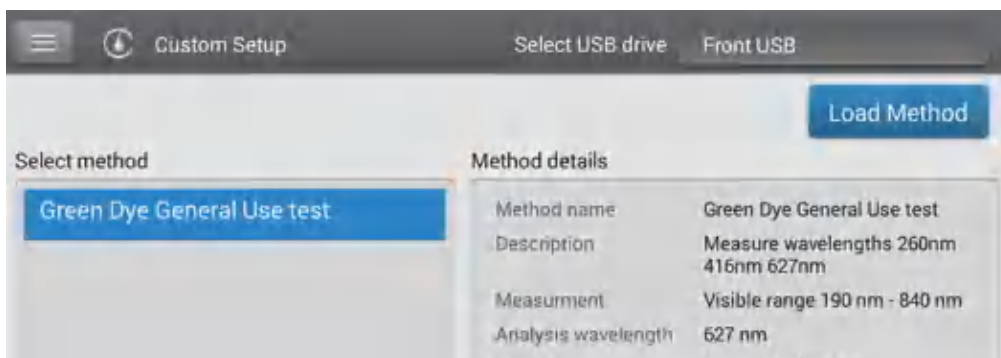 Custom Setup Select USB drive Front USB
Load Method
Select method Method details
Green Dye General Use test
Method name Green Dye General Use test
Description Measure wavelengths 260nm
416nm 627nm
Measurment Visible range 190 nm - 840 nm
Analysis wavelength 627 nm